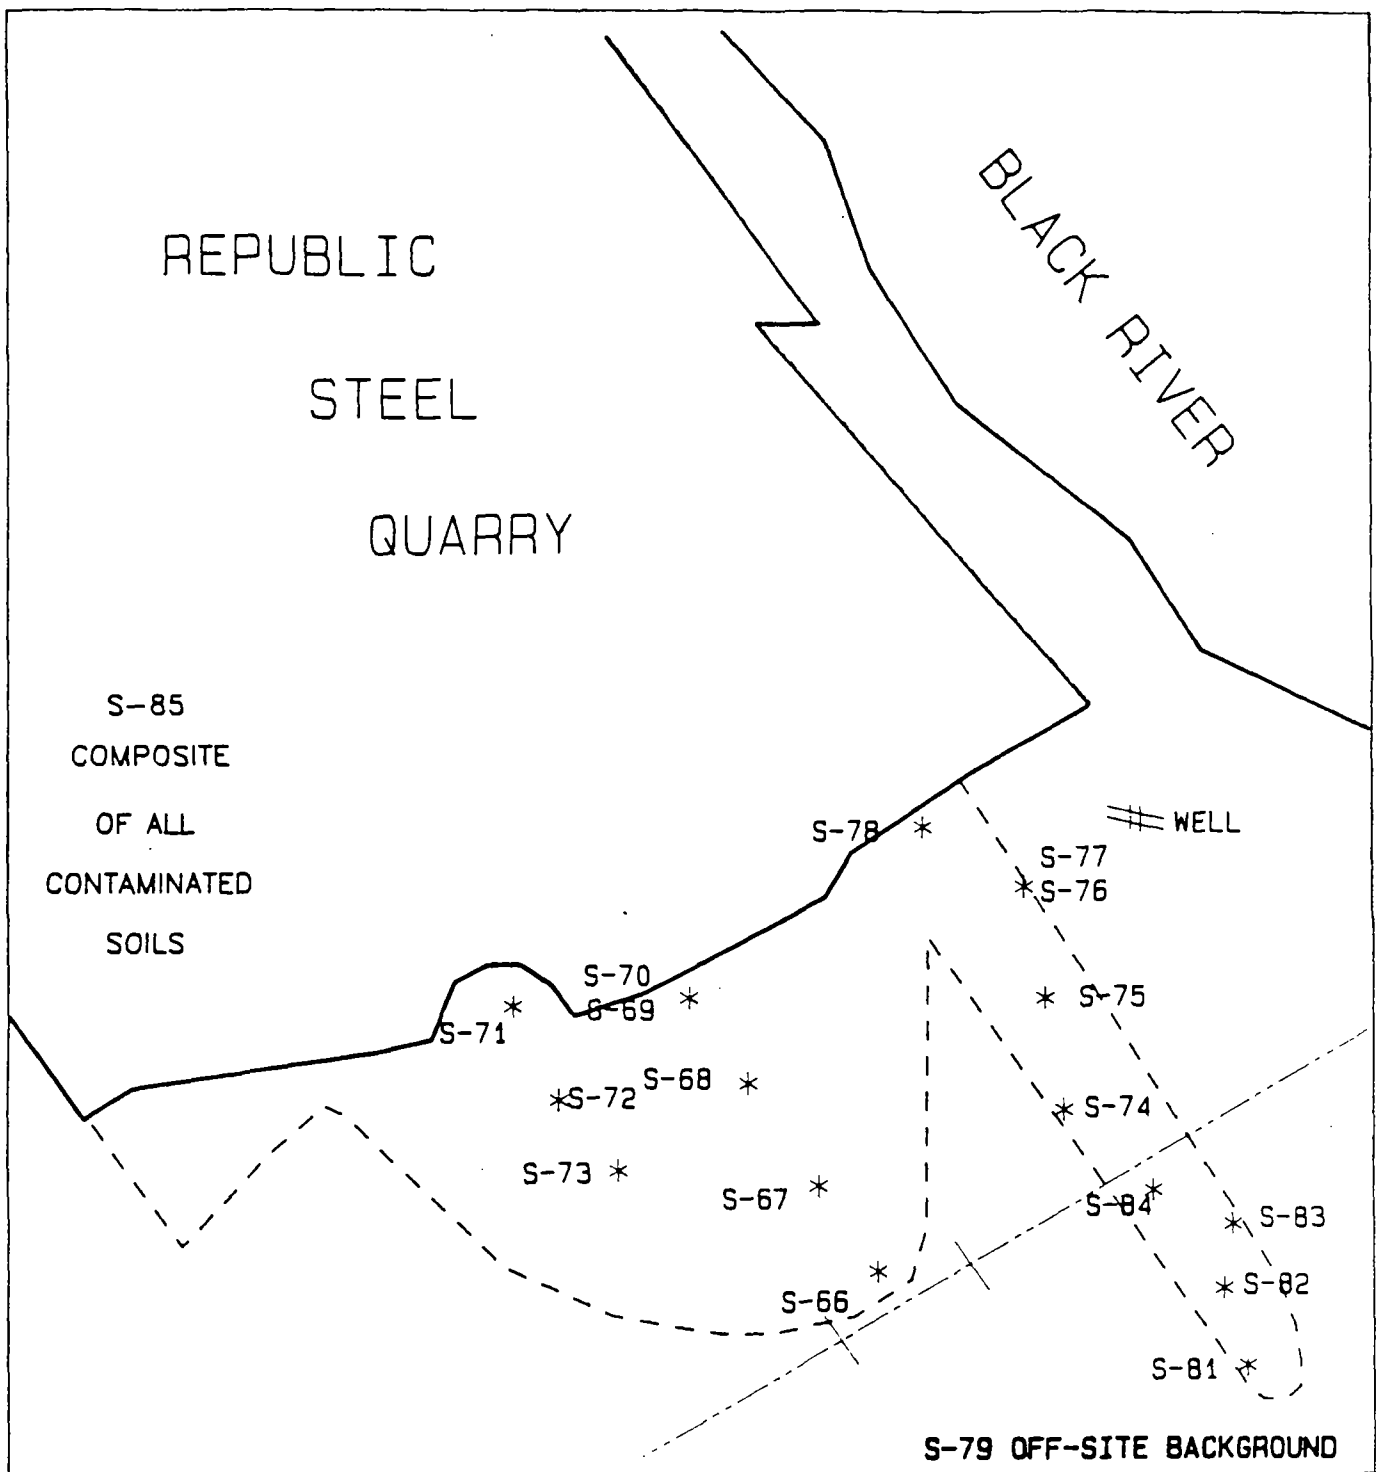 BLACK RIVER
REPUBLIC
STEEL
QUARRY
S-85
COMPOSITE
OF ALL
CONTAMINATED
SOILS
S-78
WELL
S-77
S-76
S-70
S-69
S-75
S-71
S-68
S-72
S-74
S-73
S-67
S-84
S-83
S-82
S-66
S-81
S-79 OFF-SITE BACKGROUND